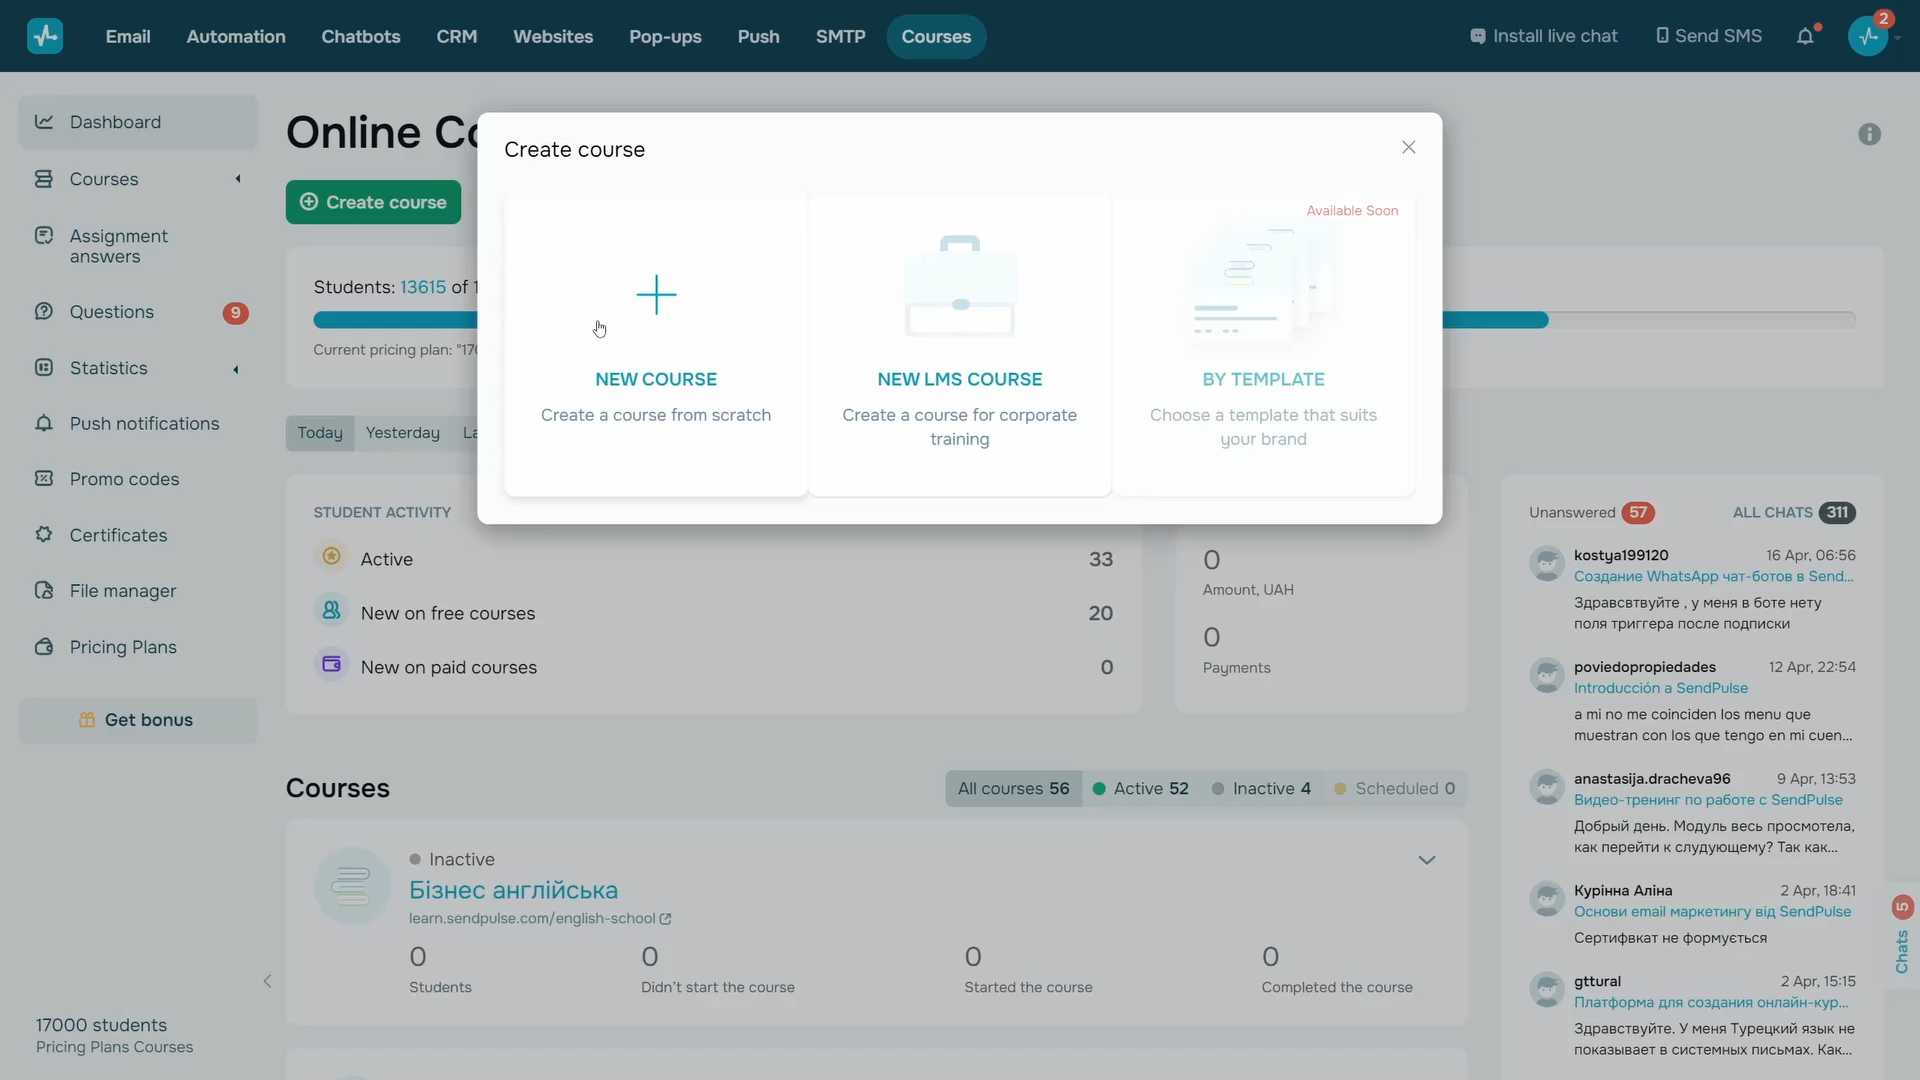 Email
Automation
Chatbots
CRM
Websites
Pop-ups
Push
SMTP
Courses
Install live chat
Send SMS
2
Dashboard
Courses
Assignment
answers
Questions
9
Statistics
Push notifications
Promo codes
Certificates
File manager
Pricing Plans
Get bonus
17000 students
Pricing Plans Courses
Online Co
Create course
Students: 13615 of 1
Current pricing plan: "170
Today
Yesterday
La
Create course
NEW COURSE
Create a course from scratch
NEW LMS COURSE
Create a course for corporate
training
Available Soon
BY TEMPLATE
Choose a template that suits
your brand
STUDENT ACTIVITY
Active
33
New on free courses
20
New on paid courses
0
0
Amount, UAH
0
Payments
Courses
All courses 56
Active 52
Inactive 4
Scheduled 0
Inactive
Бізнес англійська
learn.sendpulse.com/english-school
0
Students
0
Didn't start the course
0
Started the course
0
Completed the course
Unanswered 57
ALL CHATS 311
kostya199120
16 Apr, 06:56
Создание WhatsApp чат-ботов в Send...
Здравсвтвуйте , у меня в боте нету
поля триггера после подписки
poviedopropiedades
12 Apr, 22:54
Introducción a SendPulse
a mi no me coinciden los menu que
muestran con los que tengo en mi cuen...
anastasija.dracheva96
9 Apr, 13:53
Видео-тренинг по работе с SendPulse
Добрый день. Модуль весь просмотела,
как перейти к слудующему? Так как...
Курінна Аліна
2 Apr, 18:41
Основи email маркетингу від SendPulse
Сертифвкат не формується
gttural
2 Apr, 15:15
Платформа для создания онлайн-кур...
Здравствуйте. У меня Турецкий язык не
показывает в системных письмах. Как...
Chats
5